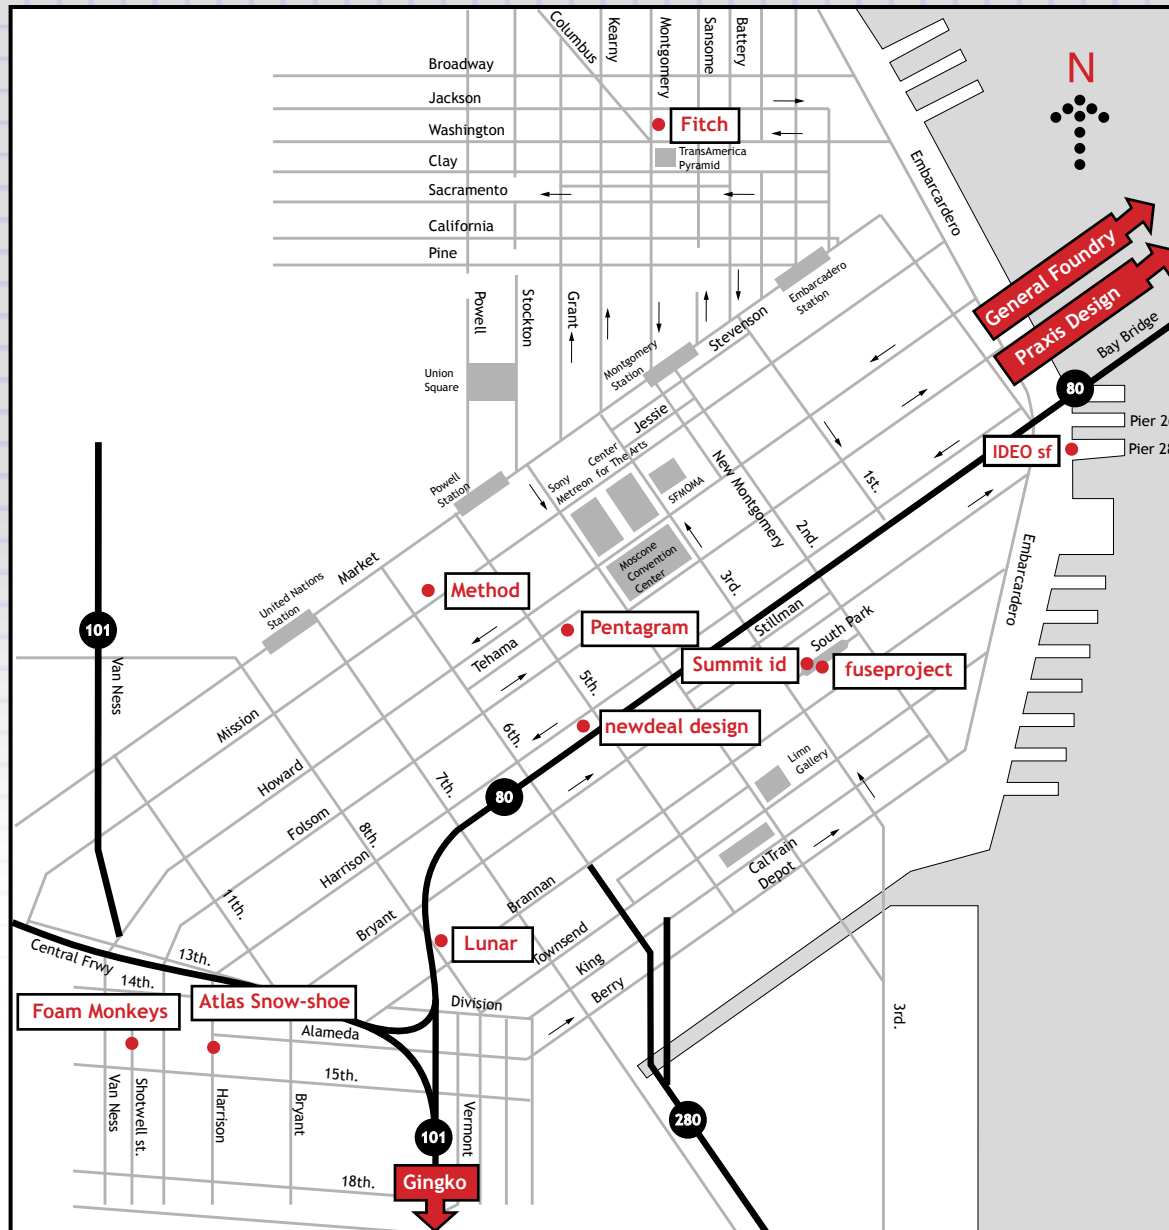 Columbus
Kearny
Montgomery
Sansome
Battery
Broadway
Jackson
Washington
Clay
Sacramento
California
Pine
Fitch
TransAmerica
Pyramid
N
Embarcardero
General Foundry
Praxis Design
Bay Bridge
80
Pier 28
IDEO sf
Embarcadero
Station
Stevenson
Powell
Stockton
Grant
Union
Square
Montgomery
Station
Jessie
Sony
Metreon
Center
for The Arts
SFMOMA
New Montgomery
Moscone
Convention
Center
1st.
2nd.
3rd.
Powell
Station
Market
United Nations
Station
Method
Pentagram
Tehama
Stillman
South Park
Summit id
fuseproject
newdeal design
5th.
6th.
7th.
8th.
11th.
101
Van Ness
Mission
Howard
Folsom
Harrison
Bryant
Brannan
Townsend
King
Berry
80
Limn
Gallery
CalTrain
Depot
Embarcardero
Lunar
Central Frwy
13th.
14th.
Foam Monkeys
Atlas Snow-shoe
Division
Alameda
15th.
Van Ness
Shotwell st.
Harrison
Bryant
Vermont
101
18th.
Gingko
280
3rd.